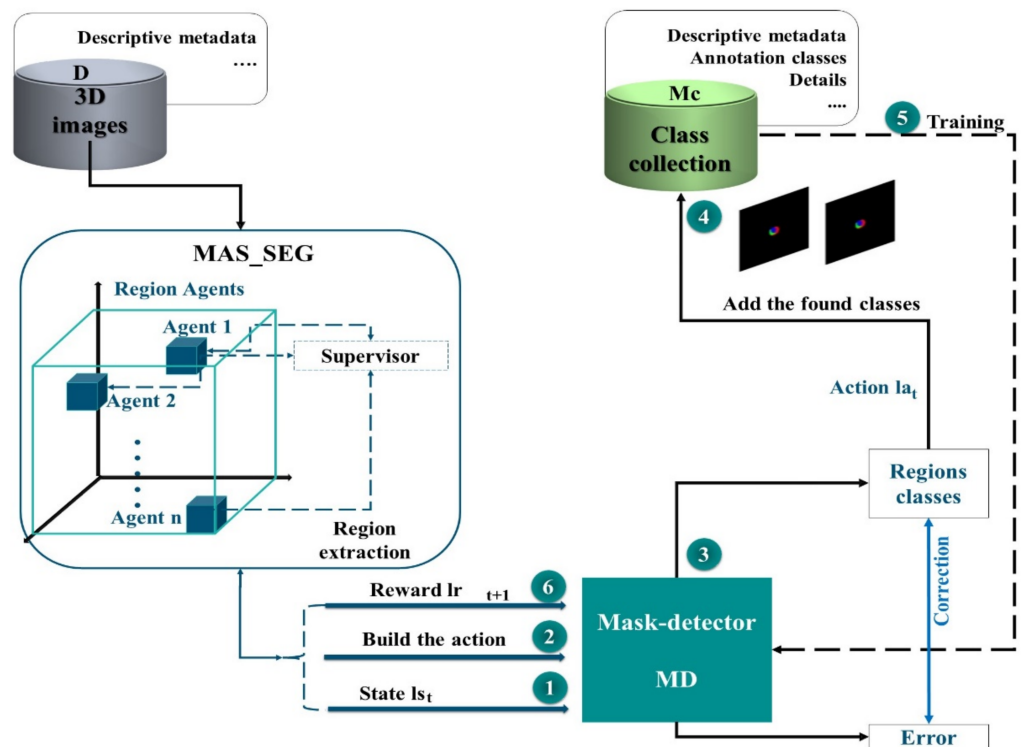 Descriptive metadata
....
D
3D
images
Descriptive metadata
Annotation classes
Details
....
Mc
Class
collection
5 Training
4
Add the found classes
MAS_SEG
Region Agents
Agent 1
Supervisor
Agent 2
Agent n
Region
extraction
Action la t
Regions
classes
Correction
3
Reward lr t+1 6
Build the action 2
State ls t 1
Mask-detector
MD
Error